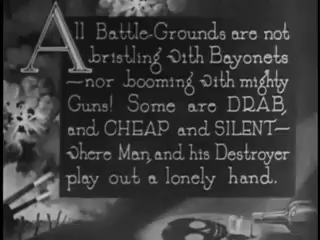 All Battle-Grounds are not
bristling with Bayonets
—nor booming with mighty
Guns! Some are DRAB,
and CHEAP and SILENT—
where Man, and his Destroyer
play out a lonely hand.